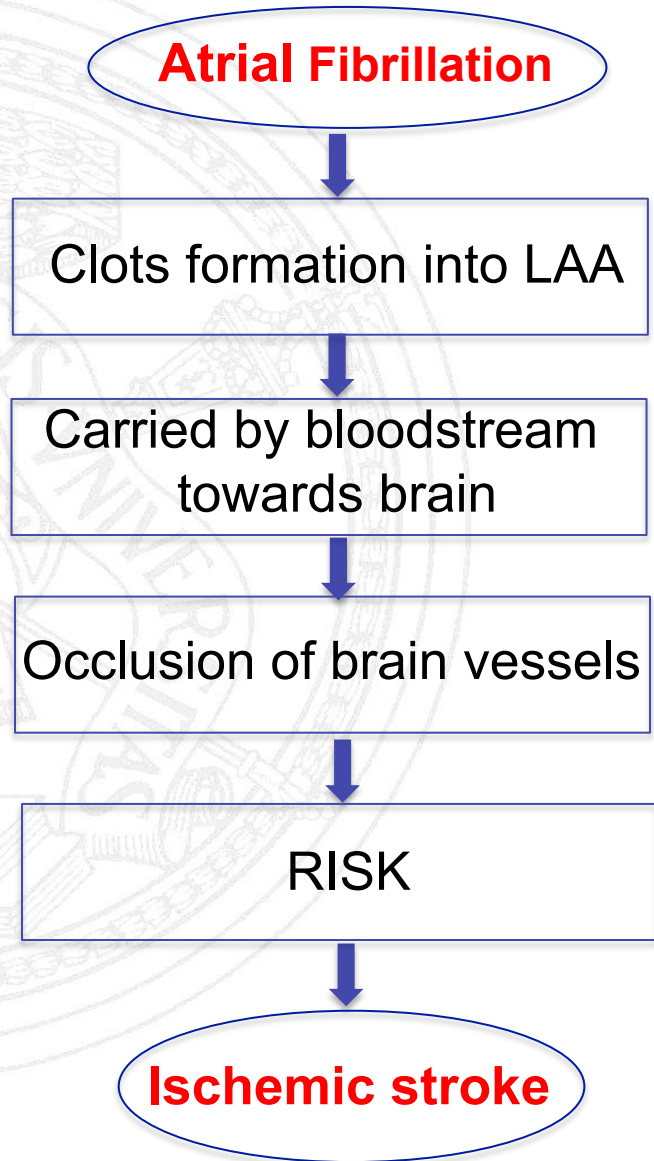 Atrial Fibrillation
Clots formation into LAA
Carried by bloodstream
towards brain
Occlusion of brain vessels
RISK
Ischemic stroke